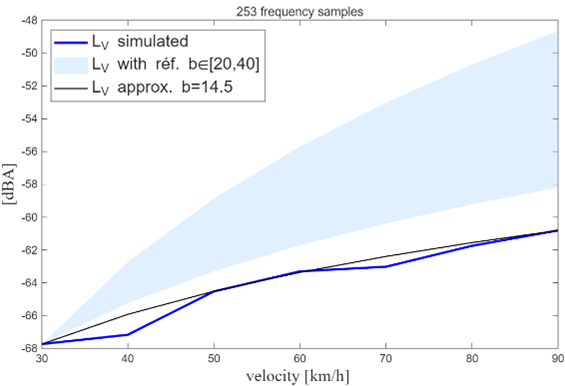 253 frequency samples
-48
L_V simulated
L_V with réf. b∈[20,40]
L_V approx. b=14.5
-50
-52
-54
-56
-58
-60
-62
-64
-66
-68
[dBA]
30 40 50 60 70 80 90
velocity [km/h]